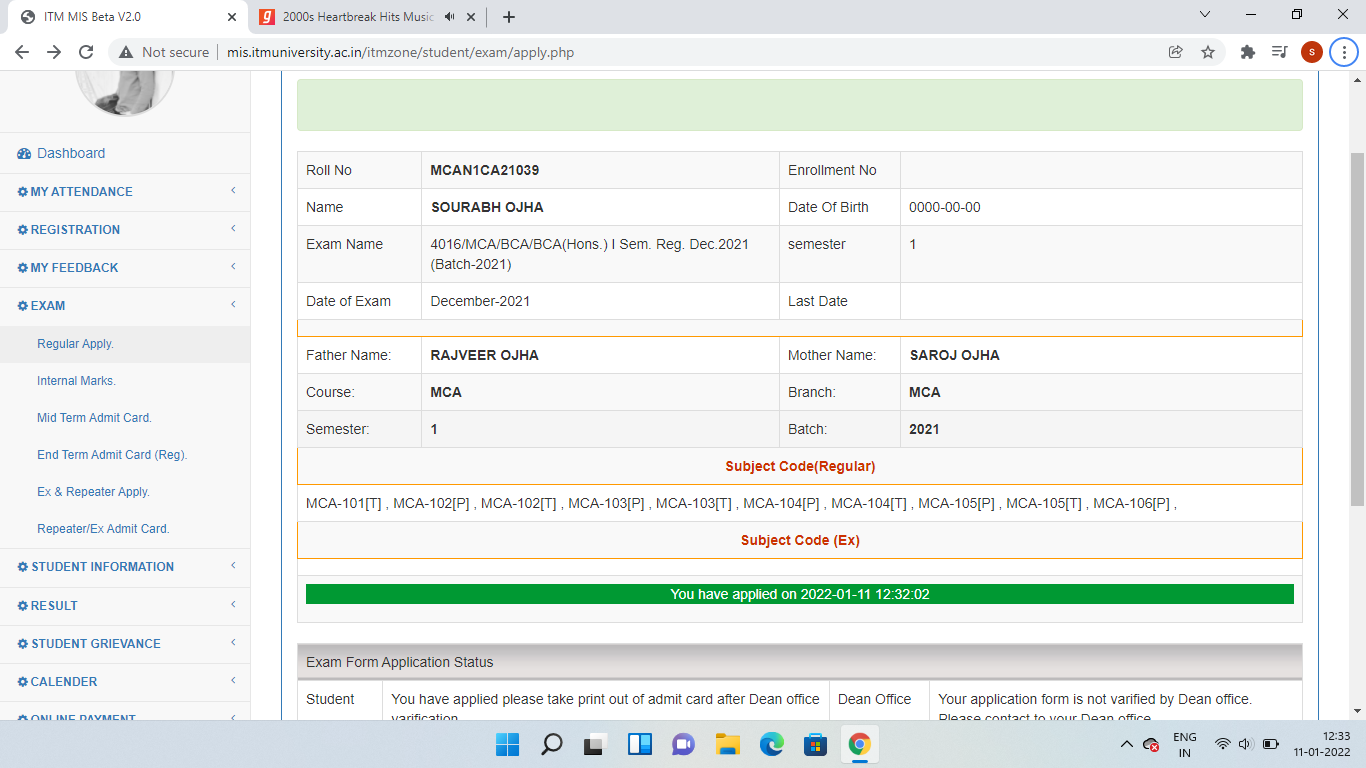 ITM MIS Beta V2.0
2000s Heartbreak Hits Music
Not secure
mis.itmuniversity.ac.in/itmzone/student/exam/apply.php
S
Dashboard
MY ATTENDANCE
REGISTRATION
MY FEEDBACK
EXAM
Regular Apply.
Internal Marks.
Mid Term Admit Card.
End Term Admit Card (Reg).
Ex & Repeater Apply.
Repeater/Ex Admit Card.
STUDENT INFORMATION
RESULT
STUDENT GRIEVANCE
CALENDER
ONLINE PAYMENT
Roll No MCAN1CA21039 Enrollment No
Name SOURABH OJHA Date Of Birth 0000-00-00
Exam Name 4016/MCA/BCA/BCA(Hons.) I Sem. Reg. Dec.2021 semester 1
(Batch-2021)
Date of Exam December-2021 Last Date
Father Name: RAJVEER OJHA Mother Name: SAROJ OJHA
Course: MCA Branch: MCA
Semester: 1 Batch: 2021
Subject Code(Regular)
MCA-101[T] , MCA-102[P] , MCA-102[T] , MCA-103[P] , MCA-103[T] , MCA-104[P] , MCA-104[T] , MCA-105[P] , MCA-105[T] , MCA-106[P] ,
Subject Code (Ex)
You have applied on 2022-01-11 12:32:02
Exam Form Application Status
Student You have applied please take print out of admit card after Dean office Dean Office Your application form is not varified by Dean office.
varification Please contact to your Dean office
ENG
IN
12:33
11-01-2022